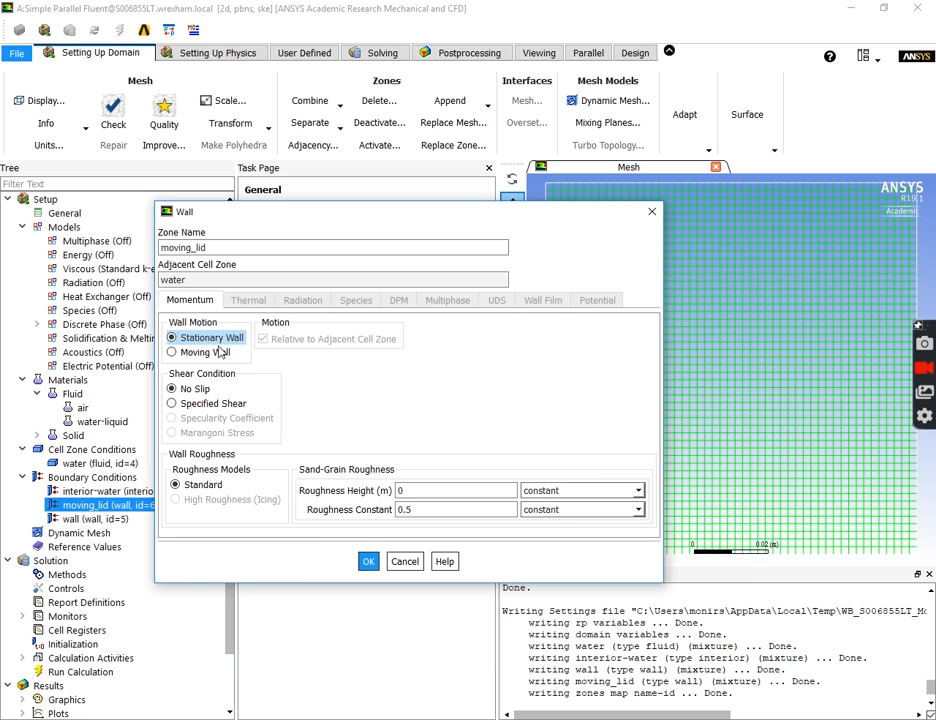 A:Simple Parallel Fluent@S006855LT.wrexham.local [2d, pbns, ske] [ANSYS Academic Research Mechanical and CFD]
File Setting Up Domain Setting Up Physics User Defined Solving Postprocessing Viewing Parallel Design ANSYS
Mesh Zones Interfaces Mesh Models
Display... Scale... Combine Delete... Append Mesh... Dynamic Mesh... Adapt Surface
Info Check Quality Transform Separate Deactivate... Replace Mesh... Overset... Mixing Planes...
Units... Repair Improve... Make Polyhedra Adjacency... Activate... Replace Zone... Turbo Topology...
Tree
Filter Text
Setup
General
Models
Multiphase (Off)
Energy (Off)
Viscous (Standard k-e
Radiation (Off)
Heat Exchanger (Off)
Species (Off)
Discrete Phase (Off)
Solidification & Meltin
Acoustics (Off)
Electric Potential (Off)
Materials
Fluid
air
water-liquid
Solid
Cell Zone Conditions
water (fluid, id=4)
Boundary Conditions
interior-water (interio
moving_lid (wall, id=6
wall (wall, id=5)
Dynamic Mesh
Reference Values
Solution
Methods
Controls
Report Definitions
Monitors
Cell Registers
Initialization
Calculation Activities
Run Calculation
Results
Graphics
Plots
Task Page
General
Wall
Zone Name
moving_lid
Adjacent Cell Zone
water
Momentum Thermal Radiation Species DPM Multiphase UDS Wall Film Potential
Wall Motion Motion
Stationary Wall Relative to Adjacent Cell Zone
Moving Wall
Shear Condition
No Slip
Specified Shear
Specularity Coefficient
Marangoni Stress
Wall Roughness
Roughness Models Sand-Grain Roughness
Standard Roughness Height (m) 0 constant
High Roughness (Icing) Roughness Constant 0.5 constant
OK Cancel Help
Mesh
ANSYS
R19.1
Academic
0 0.02 (m)
Done.
Writing Settings file "C:\Users\monirs\AppData\Local\Temp\WB_S006855LT_Mo
writing rp variables ... Done.
writing domain variables ... Done.
writing water (type fluid) (mixture) ... Done.
writing interior-water (type interior) (mixture) ... Done.
writing wall (type wall) (mixture) ... Done.
writing moving_lid (type wall) (mixture) ... Done.
writing zones map name-id ... Done.